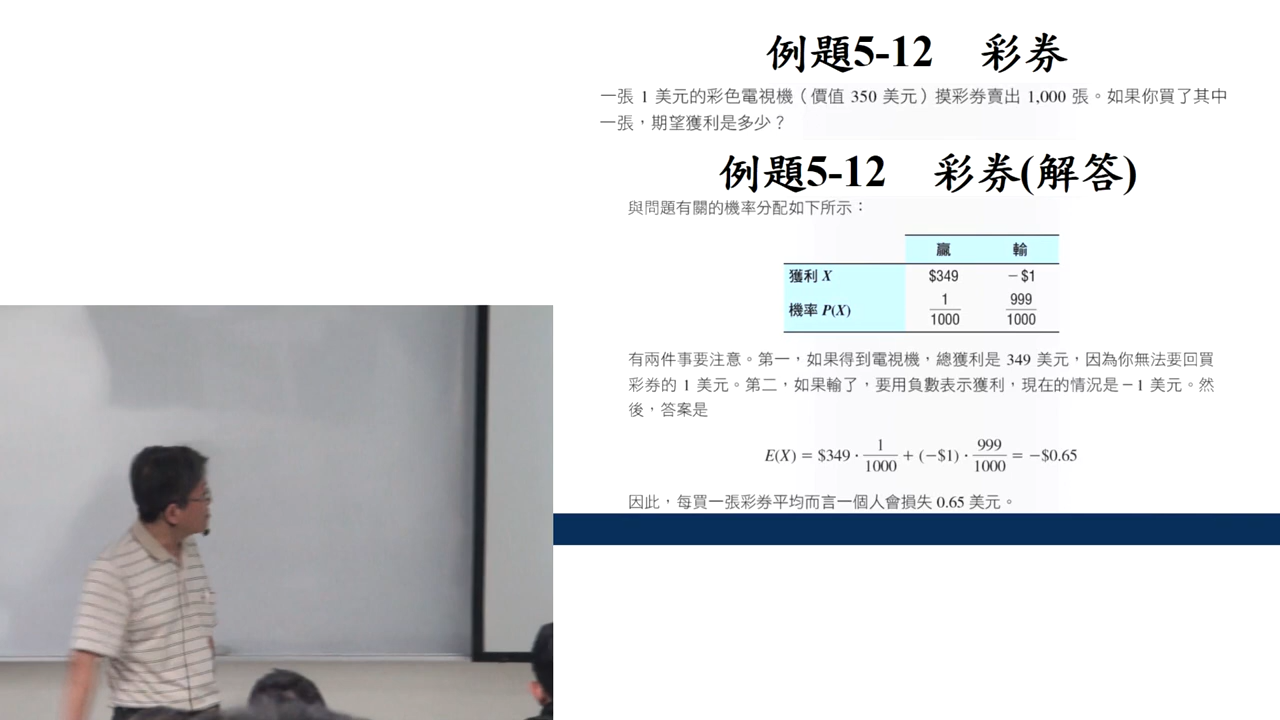 例題5-12 彩券
一張 1 美元的彩色電視機（價值 350 美元）摸彩券賣出 1,000 張。如果你買了其中
一張，期望獲利是多少？
例題5-12 彩券(解答)
與問題有關的機率分配如下所示：
贏 輸
獲利 X $349 −$1
機率 P(X) 1/1000 999/1000
有兩件事要注意。第一，如果得到電視機，總獲利是 349 美元，因為你無法要回買
彩券的 1 美元。第二，如果輸了，要用負數表示獲利，現在的情況是−1 美元。然
後，答案是
E(X) = $349 · 1/1000 + (−$1) · 999/1000 = −$0.65
因此，每買一張彩券平均而言一個人會損失 0.65 美元。